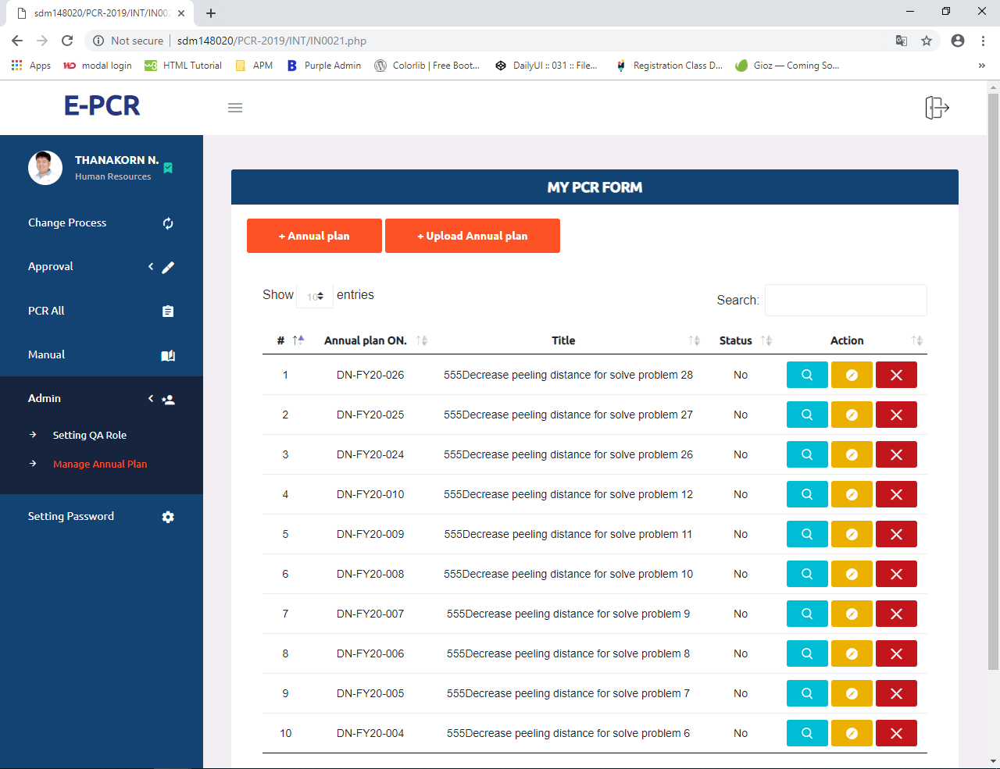 sdm148020/PCR-2019/INT/IN002
Not secure | sdm148020/PCR-2019/INT/IN0021.php
Apps modal login HTML Tutorial APM Purple Admin Colorlib | Free Boot... DailyUI :: 031 :: File... Registration Class D... Gioz — Coming So... »
E-PCR
THANAKORN N.
Human Resources
Change Process
Approval
PCR All
Manual
Admin
Setting QA Role
Manage Annual Plan
Setting Password
MY PCR FORM
+ Annual plan + Upload Annual plan
Show 10 entries
Search:
# Annual plan ON. Title Status Action
1 DN-FY20-026 555Decrease peeling distance for solve problem 28 No
2 DN-FY20-025 555Decrease peeling distance for solve problem 27 No
3 DN-FY20-024 555Decrease peeling distance for solve problem 26 No
4 DN-FY20-010 555Decrease peeling distance for solve problem 12 No
5 DN-FY20-009 555Decrease peeling distance for solve problem 11 No
6 DN-FY20-008 555Decrease peeling distance for solve problem 10 No
7 DN-FY20-007 555Decrease peeling distance for solve problem 9 No
8 DN-FY20-006 555Decrease peeling distance for solve problem 8 No
9 DN-FY20-005 555Decrease peeling distance for solve problem 7 No
10 DN-FY20-004 555Decrease peeling distance for solve problem 6 No